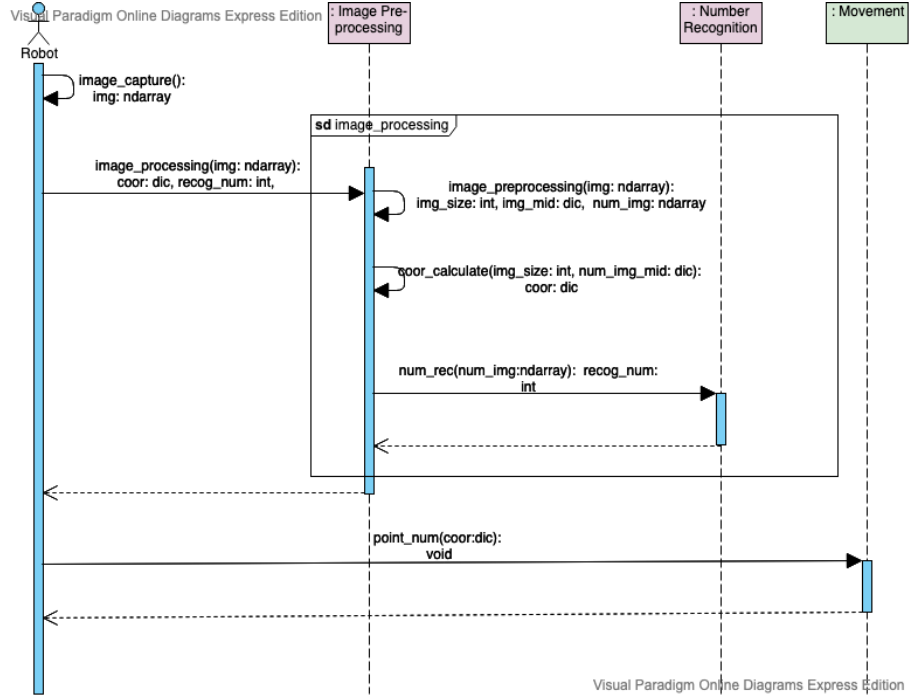 Visual Paradigm Online Diagrams Express Edition
: Image Pre-
processing
: Number
Recognition
: Movement
Robot
image_capture():
img: ndarray
sd image_processing
image_processing(img: ndarray):
coor: dic, recog_num: int,
image_preprocessing(img: ndarray):
img_size: int, img_mid: dic, num_img: ndarray
coor_calculate(img_size: int, num_img_mid: dic):
coor: dic
num_rec(num_img:ndarray): recog_num:
int
point_num(coor:dic):
void
Visual Paradigm Online Diagrams Express Edition